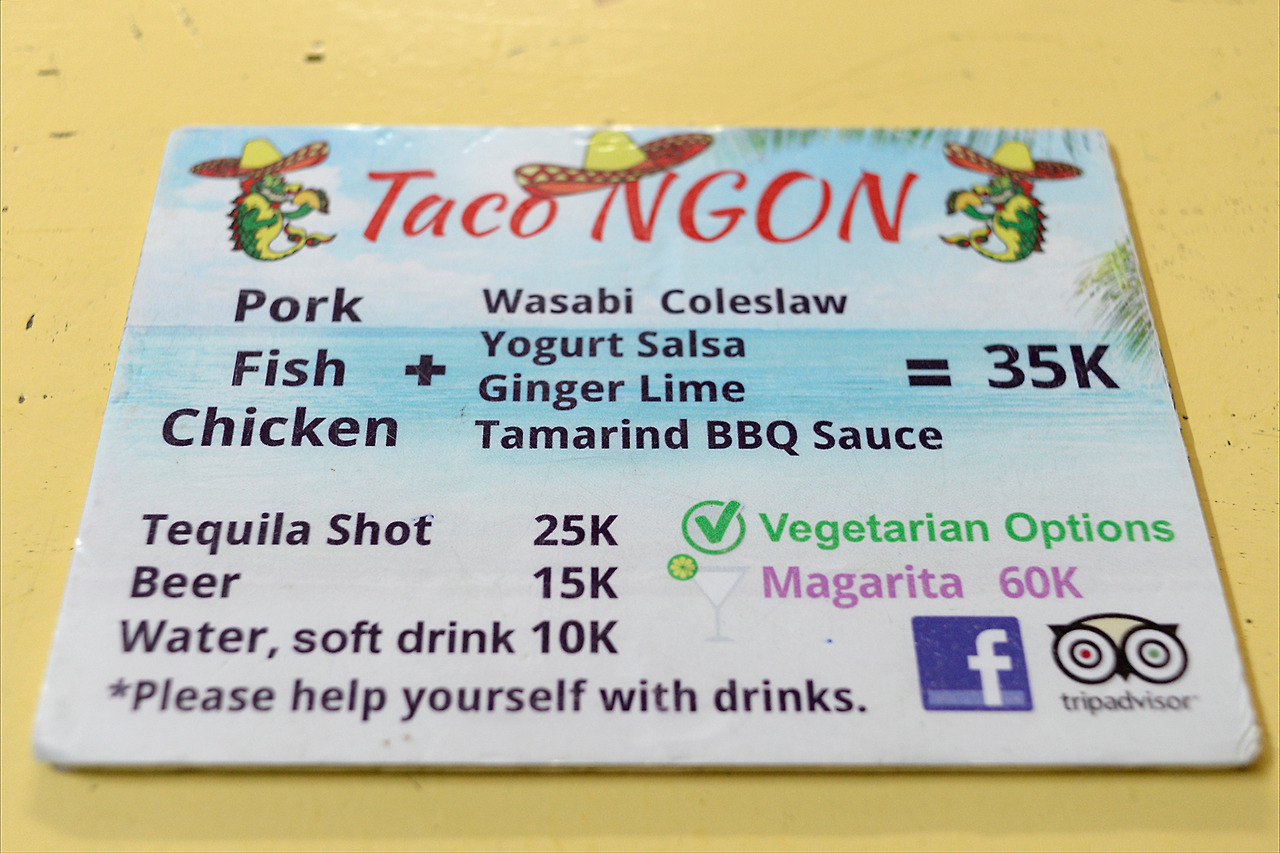 Taco NGON
Pork
Fish
Chicken
+
Wasabi Coleslaw
Yogurt Salsa
Ginger Lime
Tamarind BBQ Sauce
= 35K
Tequila Shot 25K
Beer 15K
Water, soft drink 10K
*Please help yourself with drinks.
Vegetarian Options
Magarita 60K
f
tripadvisor